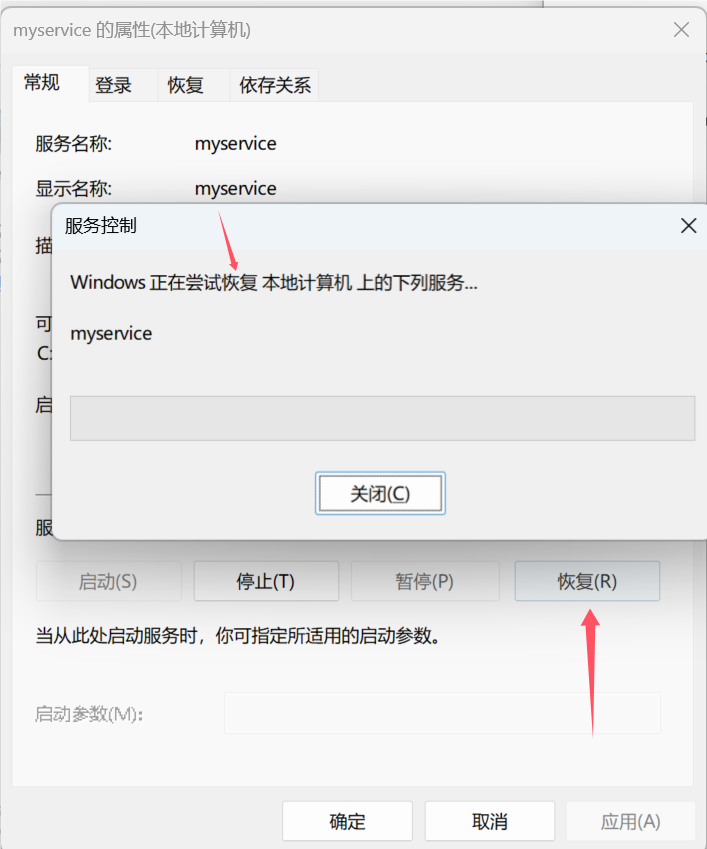 myservice 的属性(本地计算机)
常规 登录 恢复 依存关系
服务名称: myservice
显示名称: myservice
描
服务控制
Windows 正在尝试恢复 本地计算机 上的下列服务...
myservice
可
C:
启
关闭(C)
服
启动(S) 停止(T) 暂停(P) 恢复(R)
当从此处启动服务时，你可指定所适用的启动参数。
启动参数(M):
确定 取消 应用(A)